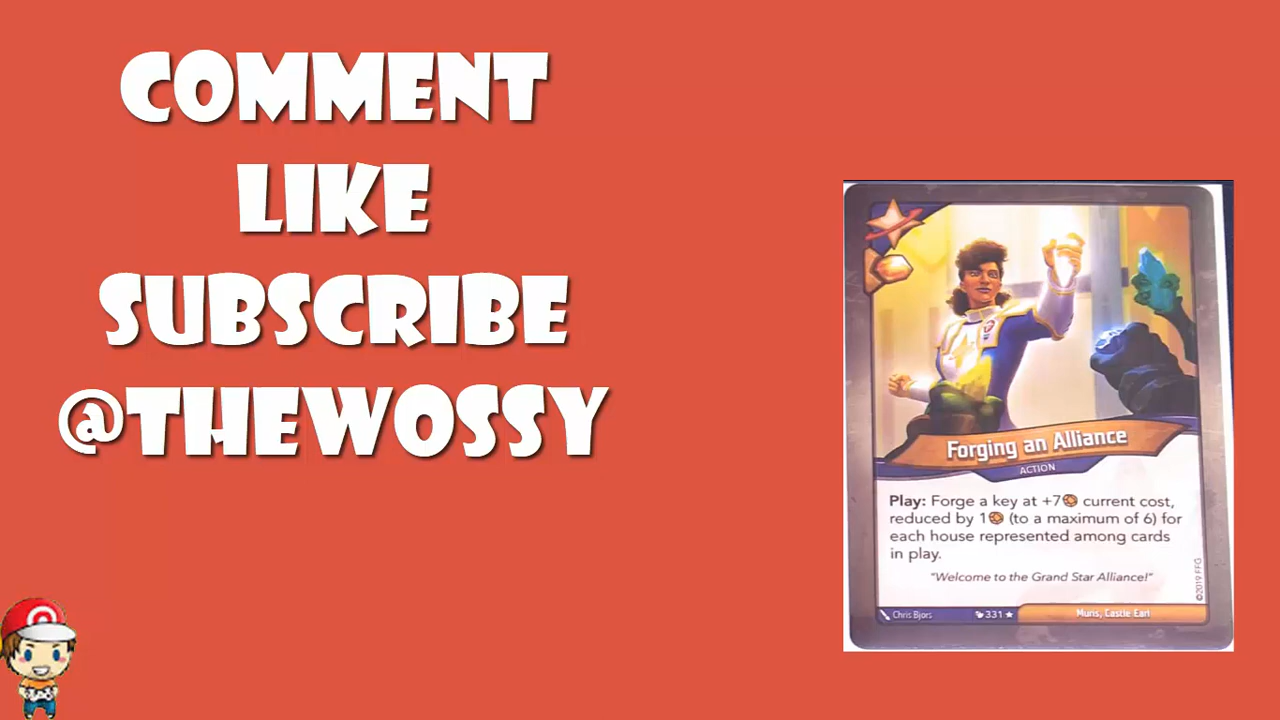 COMMENT
LIKE
SUBSCRIBE
@THEWOSSY
Forging an Alliance
ACTION
Play: Forge a key at +7 current cost,
reduced by 1 (to a maximum of 6) for
each house represented among cards
in play.
"Welcome to the Grand Star Alliance!"
©2019 FFG
Chris Bjors
331
Muris, Castle Earl